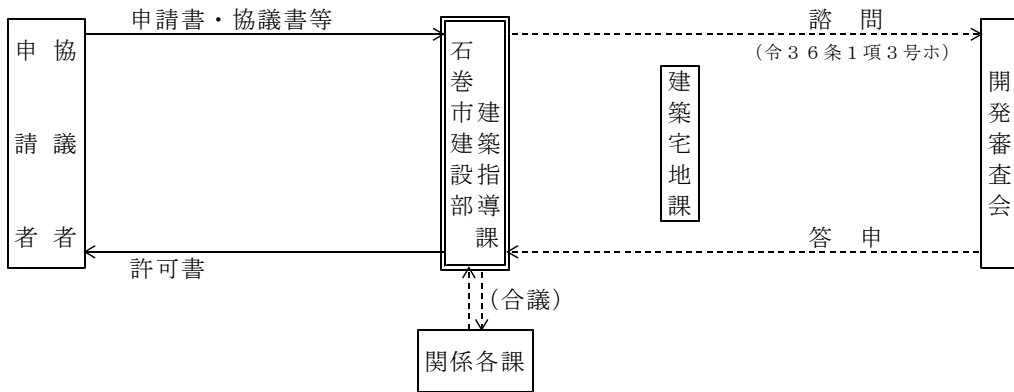 申請書・協議書等
諮問
(令36条1項3号ホ)
申請者
協議者
石巻市建設部
建築指導課
建築宅地課
開発審査会
答申
許可書
(合議)
関係各課